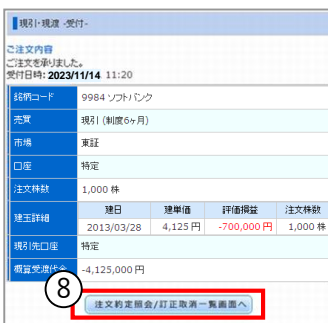 現引・現渡 -受付-
ご注文内容
ご注文を承りました。
受付日時: 2023/11/14 11:20
銘柄コード 9984 ソフトバンク
売買 現引 (制度6ヶ月)
市場 東証
口座 特定
注文株数 1,000 株
建玉詳細 建日 建単価 評価損益 注文株数
2013/03/28 4,125 円 -700,000 円 1,000 株
現引先口座 特定
概算受渡代金 -4,125,000 円
⑧
注文約定照会/訂正取消一覧画面へ